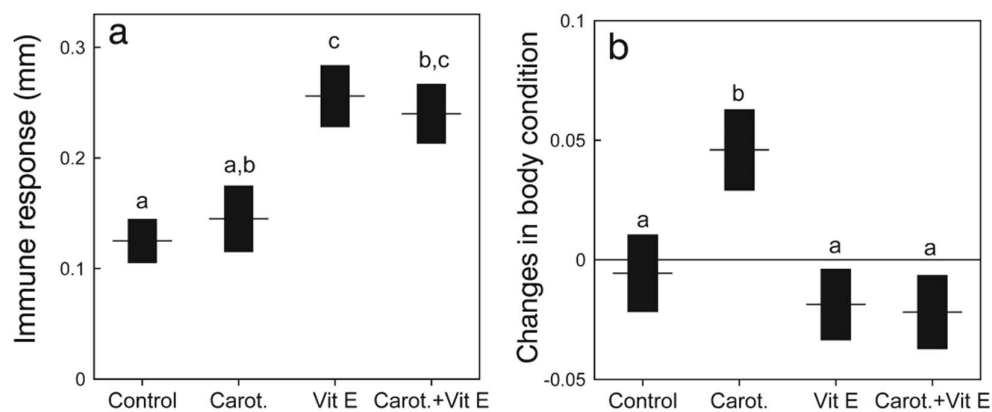 a
Immune response (mm)
0.3
0.2
0.1
0
a
a,b
c
b,c
Control Carot. Vit E Carot.+Vit E
b
Changes in body condition
0.1
0.05
0
-0.05
a
b
a
a
Control Carot. Vit E Carot.+Vit E